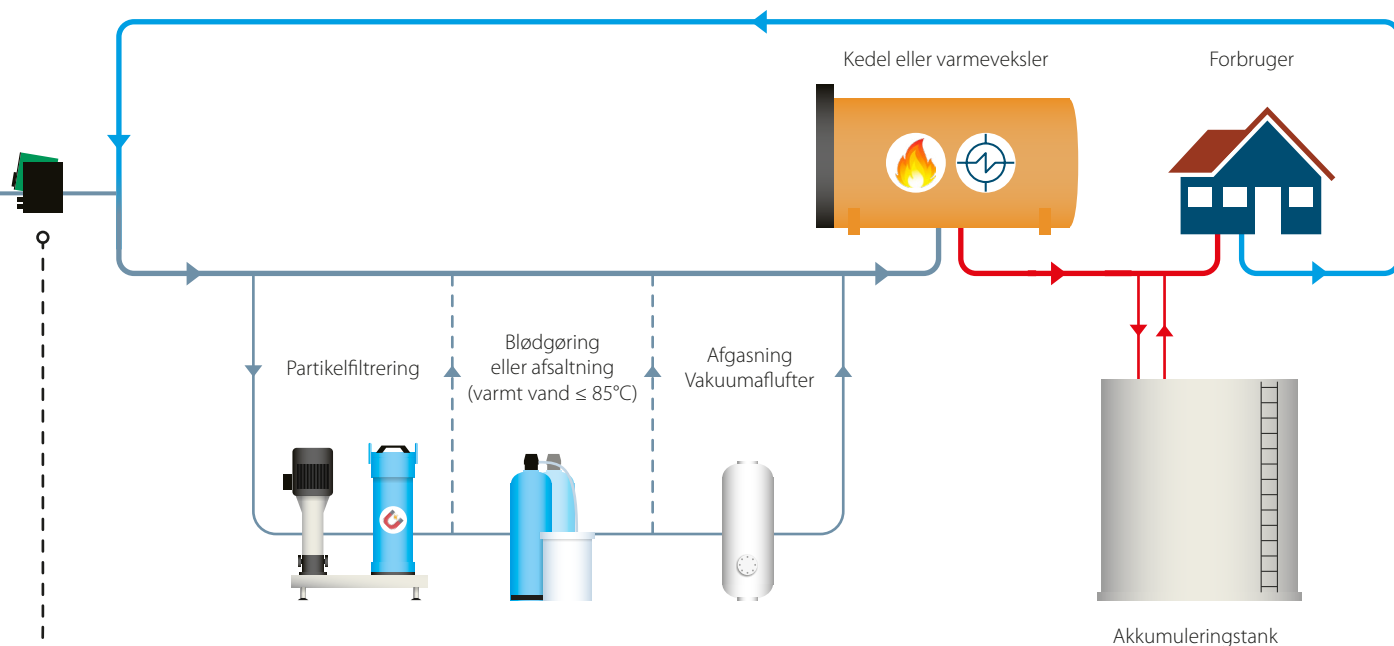 Kedel eller varmeveksler
Forbruger
Partikelfiltrering
Blødgøring
eller afsaltning
(varmt vand ≤ 85°C)
Afgasning
Vakuumaflufter
Akkumuleringstank